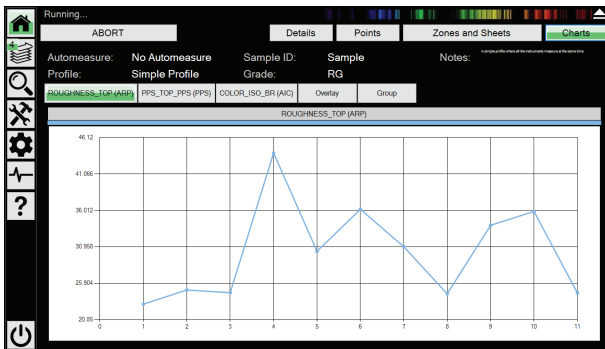 Running...
ABORT
Details
Points
Zones and Sheets
Charts
4
Automeasure: No Automeasure Sample ID: Sample Notes: A simple profile where all the instruments measure at the same time
Profile: Simple Profile Grade: RG
ROUGHNESS_TOP (ARP) PPS_TOP_PPS (PPS) COLOR_ISO_BR (AIC) Overlay Group
ROUGHNESS_TOP (ARP)
46.12
41.066
36.012
30.958
25.904
20.85
0 1 2 3 4 5 6 7 8 9 10 11
?